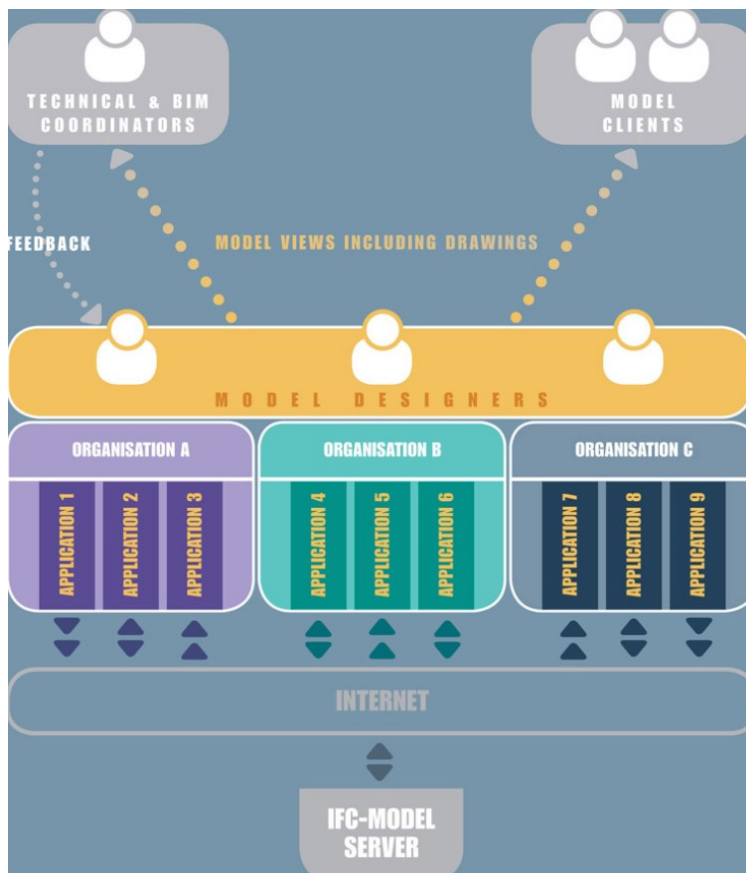 TECHNICAL & BIM
COORDINATORS
MODEL
CLIENTS
FEEDBACK
MODEL VIEWS INCLUDING DRAWINGS
MODEL DESIGNERS
ORGANISATION A
ORGANISATION B
ORGANISATION C
APPLICATION 1
APPLICATION 2
APPLICATION 3
APPLICATION 4
APPLICATION 5
APPLICATION 6
APPLICATION 7
APPLICATION 8
APPLICATION 9
INTERNET
IFC-MODEL
SERVER